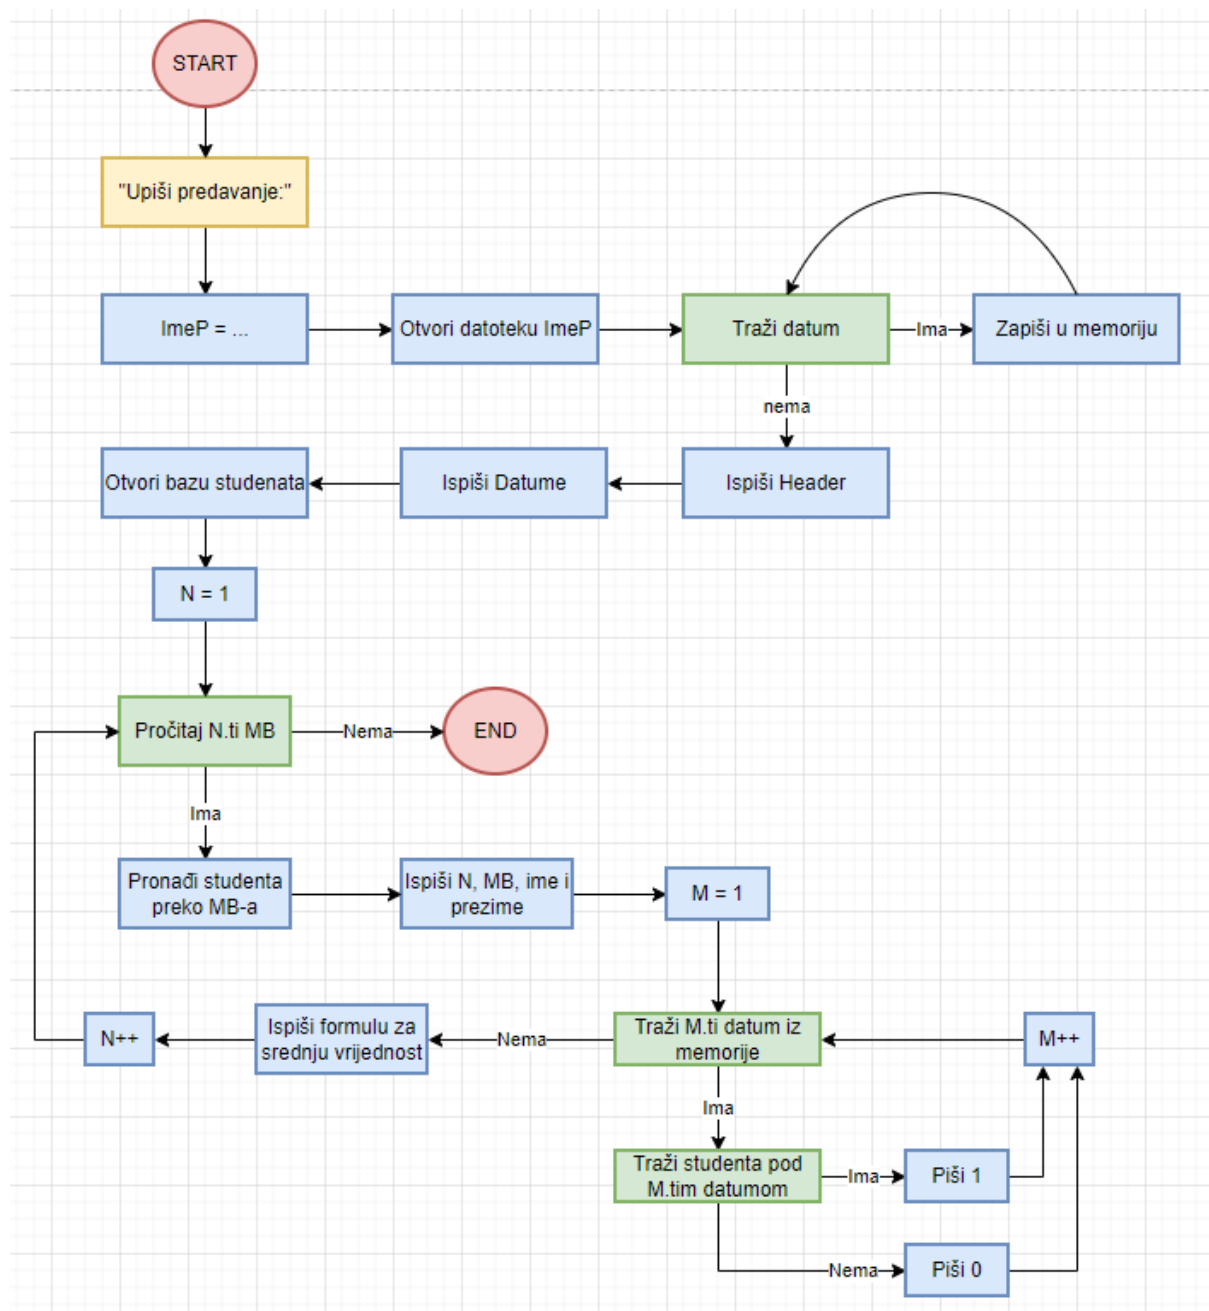 START
"Upiši predavanje:"
ImeP = ...
Otvori datoteku ImeP
Traži datum
Ima
Zapiši u memoriju
nema
Otvori bazu studenata
Ispiši Datume
Ispiši Header
N = 1
Pročitaj N.ti MB
Nema
END
Ima
Pronađi studenta
preko MB-a
Ispiši N, MB, ime i
prezime
M = 1
N++
Ispiši formulu za
srednju vrijednost
Nema
Traži M.ti datum iz
memorije
M++
Ima
Traži studenta pod
M.tim datumom
Ima
Piši 1
Nema
Piši 0